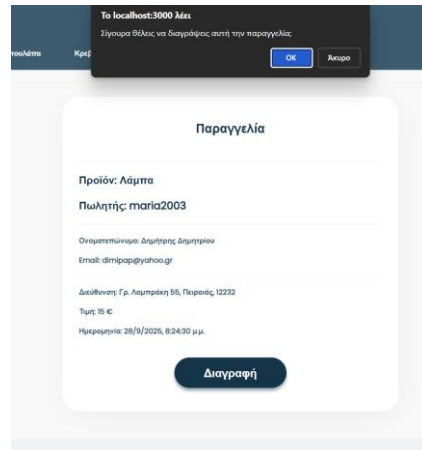 Το localhost:3000 λέει
Σίγουρα θέλεις να διαγράψεις αυτή την παραγγελία;
OK Άκυρο
Παραγγελία
Προϊόν: Λάμπα
Πωλητής: maria2003
Ονοματεπώνυμο: Δημήτρης Δημητρίου
Email: dimipap@yahoo.gr
Διεύθυνση: Γρ. Λαμπράκη 55, Πειραιάς, 12232
Τιμή: 15 €
Ημερομηνία: 28/9/2025, 8:24:30 μ.μ.
Διαγραφή